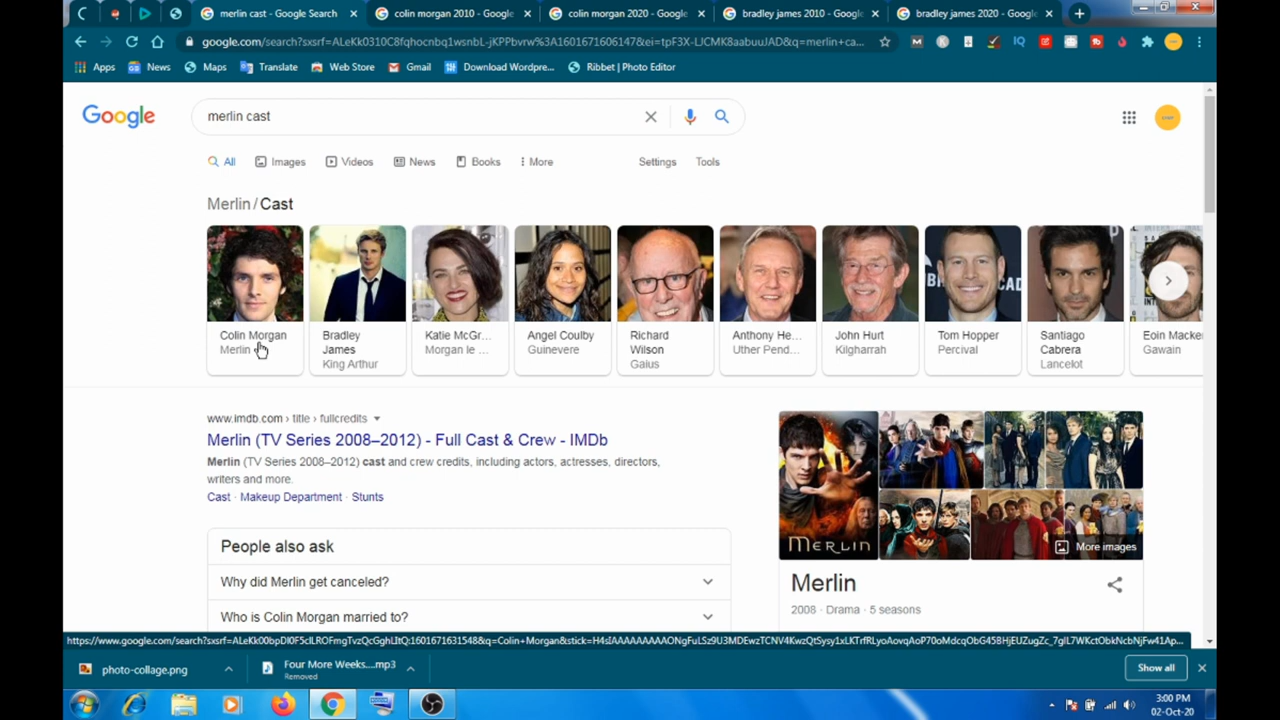 merlin cast - Google Search
colin morgan 2010 - Google
colin morgan 2020 - Google
bradley james 2010 - Google
bradley james 2020 - Google
google.com/search?sxsrf=ALeKk0310C8fqhocnbq1wsnbL-jKPPbvrw%3A1601671606147&ei=tpF3X-LJCMK8aabuuJAD&q=merlin+ca...
Apps
News
Maps
Translate
Web Store
Gmail
Download Wordpre...
Ribbet | Photo Editor
Google
merlin cast
All
Images
Videos
News
Books
More
Settings
Tools
Merlin / Cast
Colin Morgan
Merlin
Bradley
James
King Arthur
Katie McGr...
Morgan le ...
Angel Coulby
Guinevere
Richard
Wilson
Gaius
Anthony He...
Uther Pend...
John Hurt
Kilgharrah
Tom Hopper
Percival
Santiago
Cabrera
Lancelot
Eoin Macke
Gawain
www.imdb.com › title › fullcredits
Merlin (TV Series 2008–2012) - Full Cast & Crew - IMDb
Merlin (TV Series 2008–2012) cast and crew credits, including actors, actresses, directors,
writers and more.
Cast · Makeup Department · Stunts
People also ask
Why did Merlin get canceled?
Who is Colin Morgan married to?
MERLIN
More images
Merlin
2008 · Drama · 5 seasons
photo-collage.png
Four More Weeks....mp3
Removed
Show all
3:00 PM
02-Oct-20